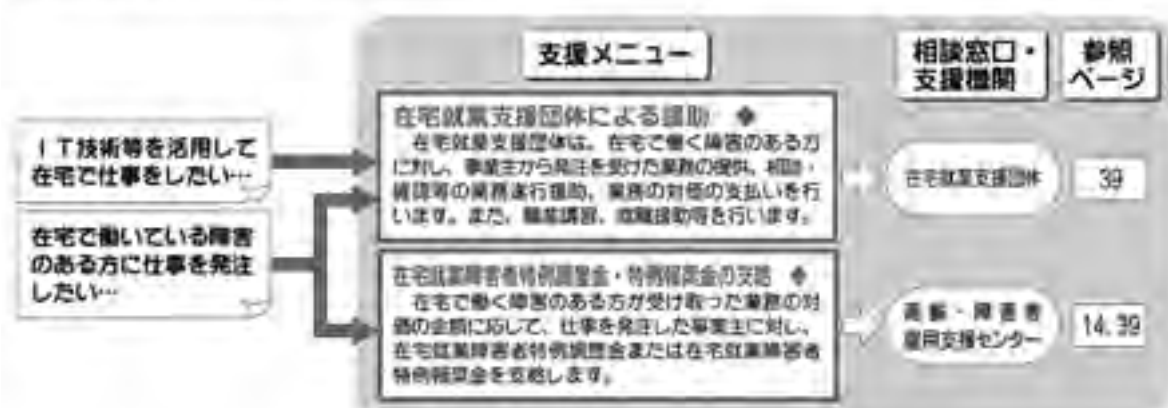 支援メニュー
相談窓口・
支援機関
参照
ページ
IT技術等を活用して
在宅で仕事をしたい…
在宅で働いている障害
のある方に仕事を発注
したい…
在宅就業支援団体による援助 ◆
在宅就業支援団体は、在宅で働く障害のある方
に対し、事業主から発注を受けた業務の提供、相談・
確認等の業務遂行援助、業務の対価の支払いを行
います。また、職業講習、就職援助等を行います。
在宅就業支援団体
39
在宅就業障害者特例調整金・特例報奨金の支給 ◆
在宅で働く障害のある方が受け取った業務の対
価の金額に応じて、仕事を発注した事業主に対し、
在宅就業障害者特例調整金または在宅就業障害者
特例報奨金を支給します。
高齢・障害者
雇用支援センター
14,39